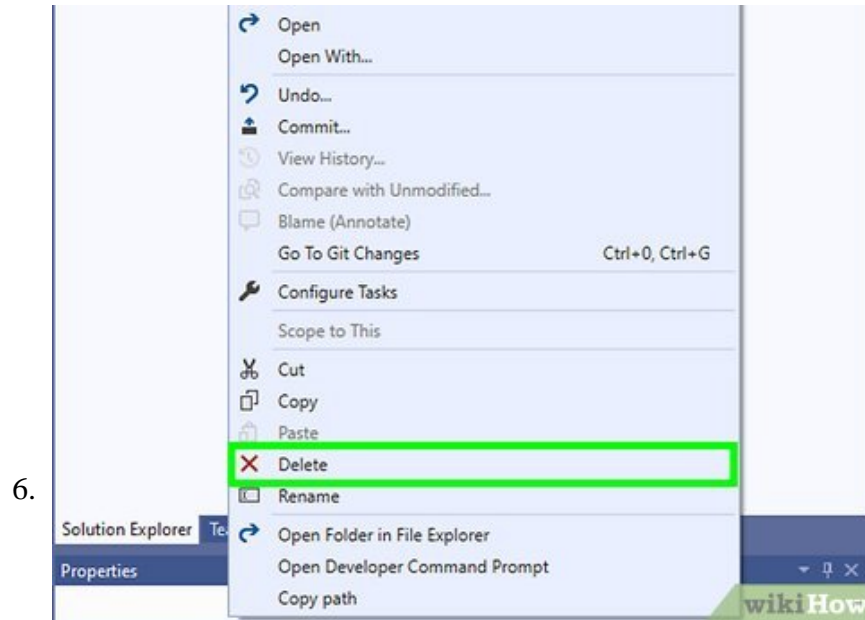 Open
Open With...
Undo...
Commit...
View History...
Compare with Unmodified...
Blame (Annotate)
Go To Git Changes Ctrl+0, Ctrl+G
Configure Tasks
Scope to This
Cut
Copy
Paste
Delete
6.
Rename
Solution Explorer
Open Folder in File Explorer
Properties
Open Developer Command Prompt
Copy path
wikiHow